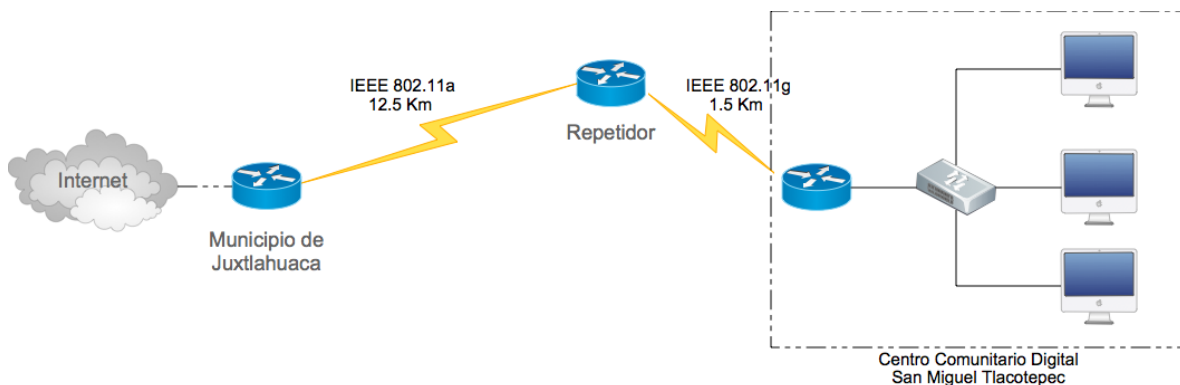 Internet
Municipio de
Juxtlahuaca
IEEE 802.11a
12.5 Km
Repetidor
IEEE 802.11g
1.5 Km
Centro Comunitario Digital
San Miguel Tlacotepec